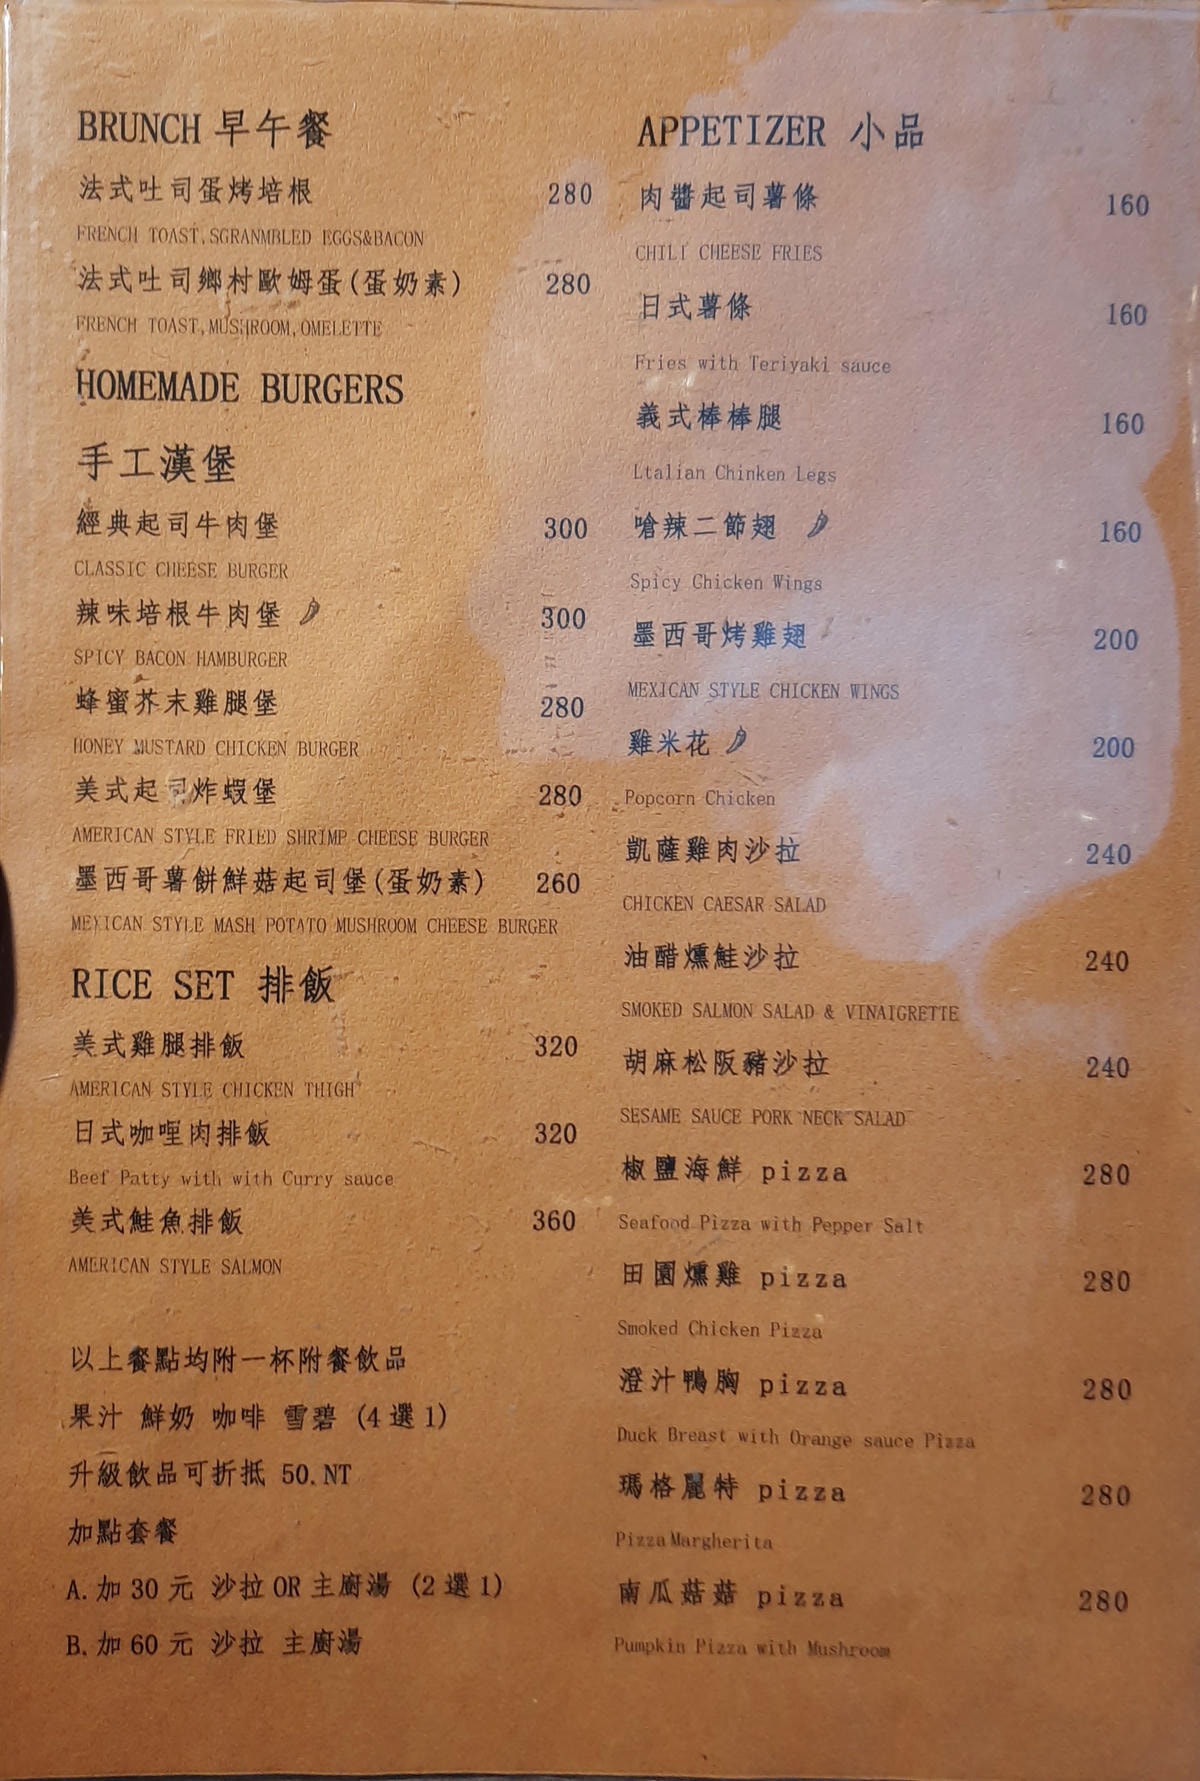 BRUNCH 早午餐
法式吐司蛋烤培根 280
FRENCH TOAST,SGRANMBLED EGGS&BACON
法式吐司鄉村歐姆蛋(蛋奶素) 280
FRENCH TOAST,MUSHROOM,OMELETTE
HOMEMADE BURGERS
手工漢堡
經典起司牛肉堡 300
CLASSIC CHEESE BURGER
辣味培根牛肉堡 300
SPICY BACON HAMBURGER
蜂蜜芥末雞腿堡 280
HONEY MUSTARD CHICKEN BURGER
美式起司炸蝦堡 280
AMERICAN STYLE FRIED SHRIMP CHEESE BURGER
墨西哥薯餅鮮菇起司堡(蛋奶素) 260
MEXICAN STYLE MASH POTATO MUSHROOM CHEESE BURGER
RICE SET 排飯
美式雞腿排飯 320
AMERICAN STYLE CHICKEN THIGH
日式咖哩肉排飯 320
Beef Patty with with Curry sauce
美式鮭魚排飯 360
AMERICAN STYLE SALMON
以上餐點均附一杯附餐飲品
果汁 鮮奶 咖啡 雪碧 (4選1)
升級飲品可折抵 50.NT
加點套餐
A.加30元 沙拉OR主廚湯 (2選1)
B.加60元 沙拉 主廚湯
APPETIZER 小品
肉醬起司薯條 160
CHILI CHEESE FRIES
日式薯條 160
Fries with Teriyaki sauce
義式棒棒腿 160
Ltalian Chinken Legs
嗆辣二節翅 160
Spicy Chicken Wings
墨西哥烤雞翅 200
MEXICAN STYLE CHICKEN WINGS
雞米花 200
Popcorn Chicken
凱薩雞肉沙拉 240
CHICKEN CAESAR SALAD
油醋燻鮭沙拉 240
SMOKED SALMON SALAD & VINAIGRETTE
胡麻松阪豬沙拉 240
SESAME SAUCE PORK NECK SALAD
椒鹽海鮮 pizza 280
Seafood Pizza with Pepper Salt
田園燻雞 pizza 280
Smoked Chicken Pizza
澄汁鴨胸 pizza 280
Duck Breast with Orange sauce Pizza
瑪格麗特 pizza 280
Pizza Margherita
南瓜菇菇 pizza 280
Pumpkin Pizza with Mushroom